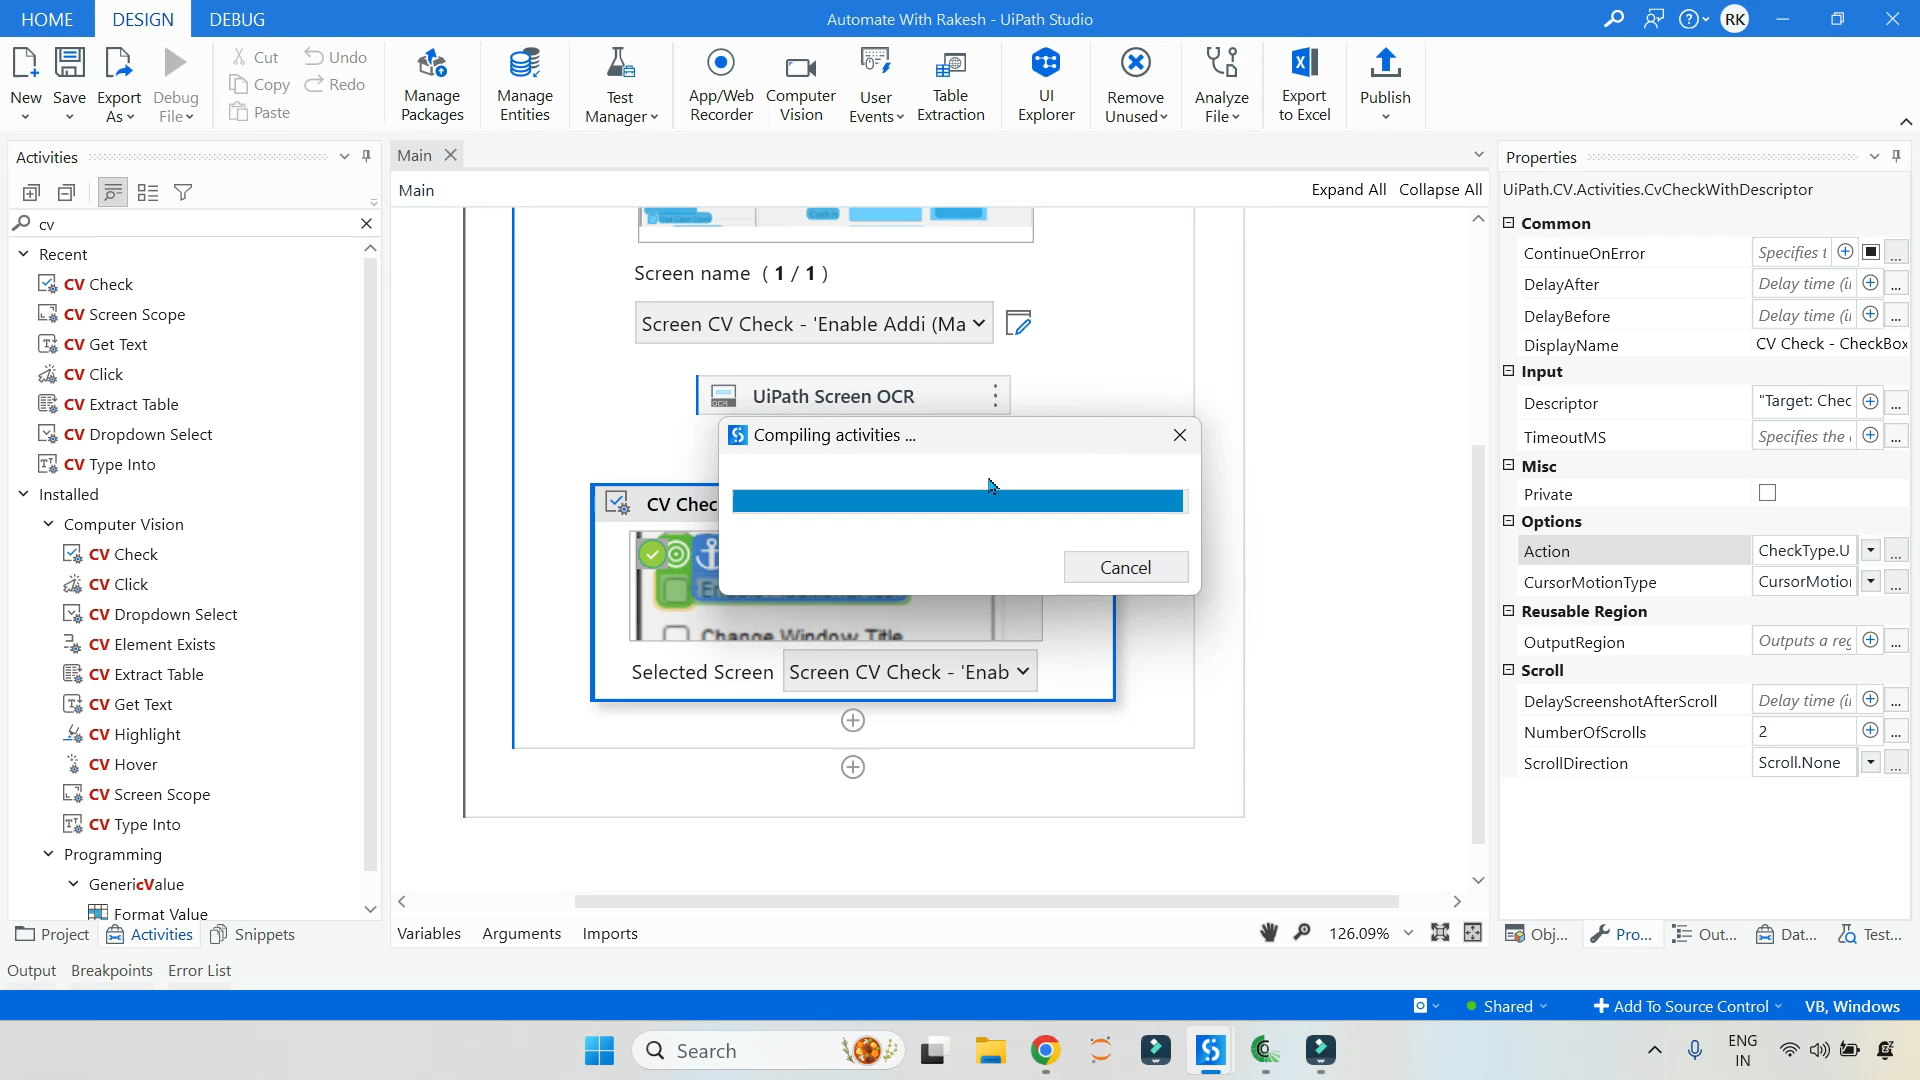 HOME DESIGN DEBUG
Automate With Rakesh - UiPath Studio
RK
New
Save
Export As
Debug File
Cut
Copy
Paste
Undo
Redo
Manage Packages
Manage Entities
Test Manager
App/Web Recorder
Computer Vision
User Events
Table Extraction
UI Explorer
Remove Unused
Analyze File
Export to Excel
Publish
Activities
cv
Recent
CV Check
CV Screen Scope
CV Get Text
CV Click
CV Extract Table
CV Dropdown Select
CV Type Into
Installed
Computer Vision
CV Check
CV Click
CV Dropdown Select
CV Element Exists
CV Extract Table
CV Get Text
CV Highlight
CV Hover
CV Screen Scope
CV Type Into
Programming
GenericValue
Format Value
Project Activities Snippets
Main
Main
Expand All Collapse All
Screen name ( 1 / 1 )
Screen CV Check - 'Enable Addi (Ma
OCR UiPath Screen OCR
Compiling activities ...
Cancel
CV Chec
Change Window Title
Selected Screen Screen CV Check - 'Enab
Variables Arguments Imports
126.09%
Properties
UiPath.CV.Activities.CvCheckWithDescriptor
Common
ContinueOnError Specifies t ...
DelayAfter Delay time (i ...
DelayBefore Delay time (i ...
DisplayName CV Check - CheckBox
Input
Descriptor "Target: Chec ...
TimeoutMS Specifies the ...
Misc
Private
Options
Action CheckType.U ...
CursorMotionType CursorMotion ...
Reusable Region
OutputRegion Outputs a reg ...
Scroll
DelayScreenshotAfterScroll Delay time (i ...
NumberOfScrolls 2 ...
ScrollDirection Scroll.None ...
Obj... Pro... Out... Dat... Test...
Output Breakpoints Error List
Shared
Add To Source Control
VB, Windows
Search
ENG
IN